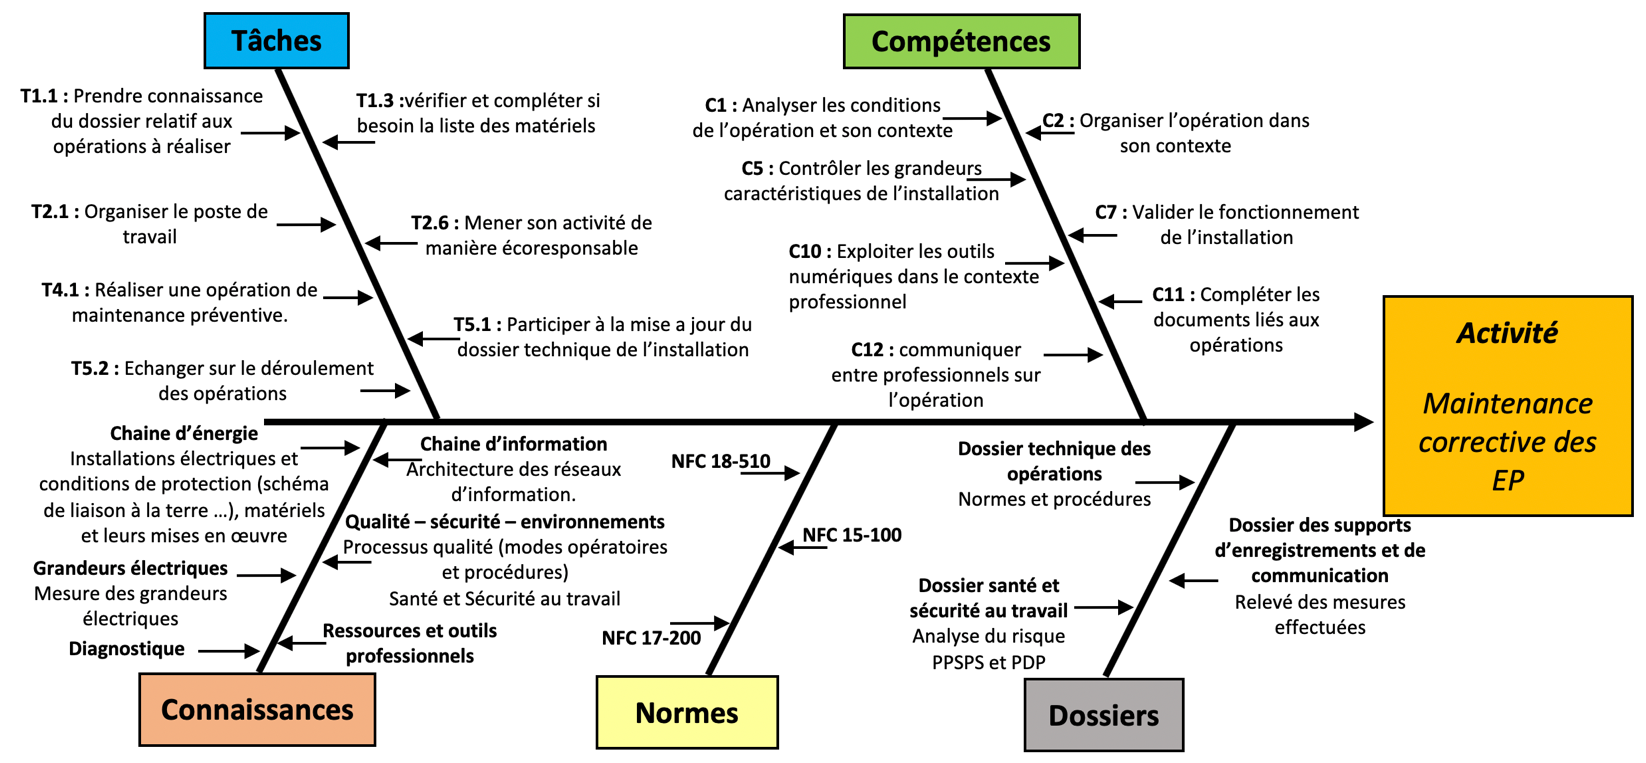 Tâches
T1.1 : Prendre connaissance
du dossier relatif aux
opérations à réaliser
T1.3 :vérifier et compléter si
besoin la liste des matériels
T2.1 : Organiser le poste de
travail
T2.6 : Mener son activité de
manière écoresponsable
T4.1 : Réaliser une opération de
maintenance préventive.
T5.1 : Participer à la mise a jour du
dossier technique de l'installation
T5.2 : Echanger sur le déroulement
des opérations
Compétences
C1 : Analyser les conditions
de l'opération et son contexte
C2 : Organiser l'opération dans
son contexte
C5 : Contrôler les grandeurs
caractéristiques de l'installation
C7 : Valider le fonctionnement
de l'installation
C10 : Exploiter les outils
numériques dans le contexte
professionnel
C11 : Compléter les
documents liés aux
opérations
C12 : communiquer
entre professionnels sur
l'opération
Activité
Maintenance
corrective des
EP
Chaine d'énergie
Installations électriques et
conditions de protection (schéma
de liaison à la terre …), matériels
et leurs mises en œuvre
Chaine d'information
Architecture des réseaux
d'information.
Qualité – sécurité – environnements
Processus qualité (modes opératoires
et procédures)
Santé et Sécurité au travail
Grandeurs électriques
Mesure des grandeurs
électriques
Ressources et outils
professionnels
Diagnostique
Connaissances
NFC 18-510
NFC 15-100
NFC 17-200
Normes
Dossier technique des
opérations
Normes et procédures
Dossier des supports
d'enregistrements et de
communication
Relevé des mesures
effectuées
Dossier santé et
sécurité au travail
Analyse du risque
PPSPS et PDP
Dossiers